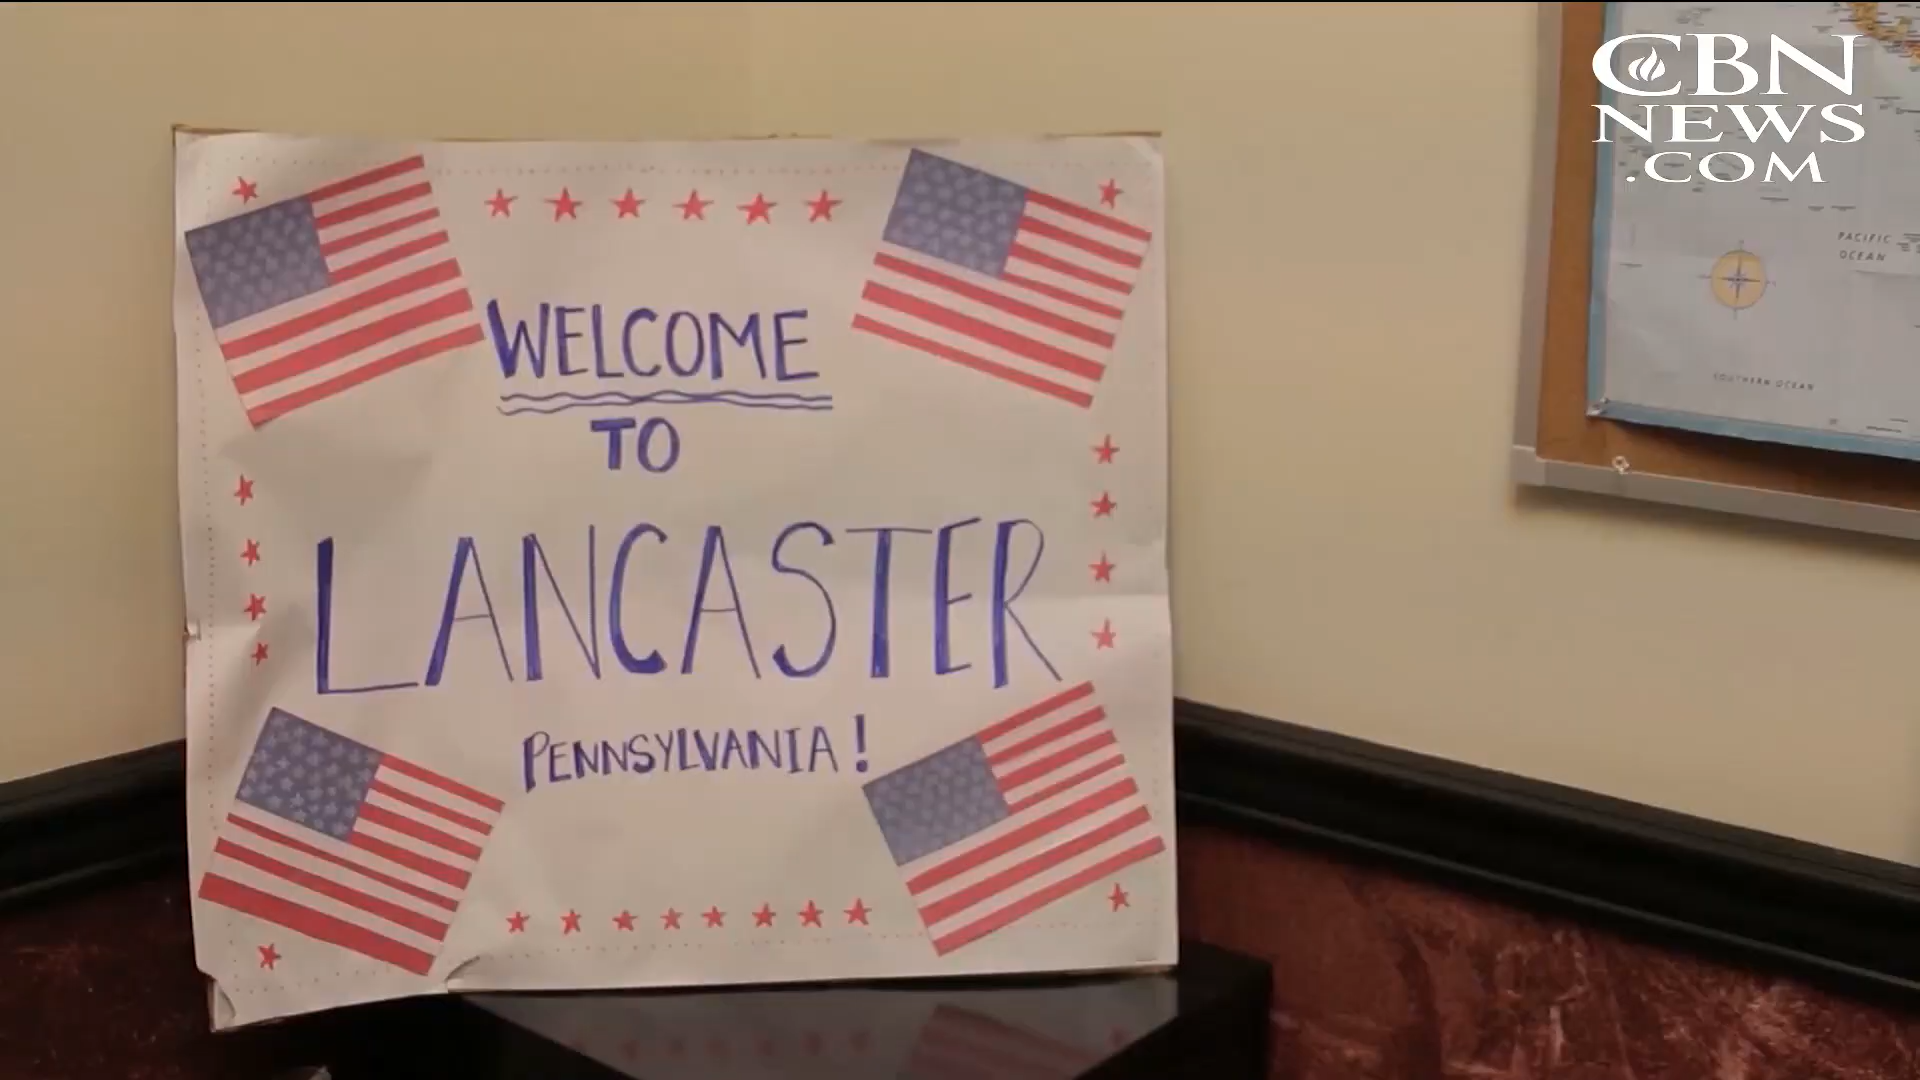 WELCOME
TO
LANCASTER
PENNSYLVANIA!
CBN
NEWS
.COM
PACIFIC
OCEAN
SOUTHERN OCEAN